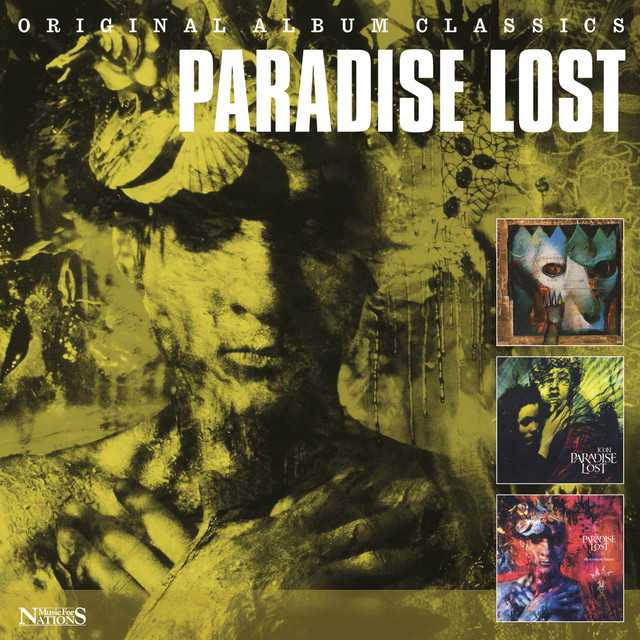 ORIGINAL ALBUM CLASSICS
PARADISE LOST
ICON
PARADISE
LOST
PARADISE
LOST
Music For
NATIONS